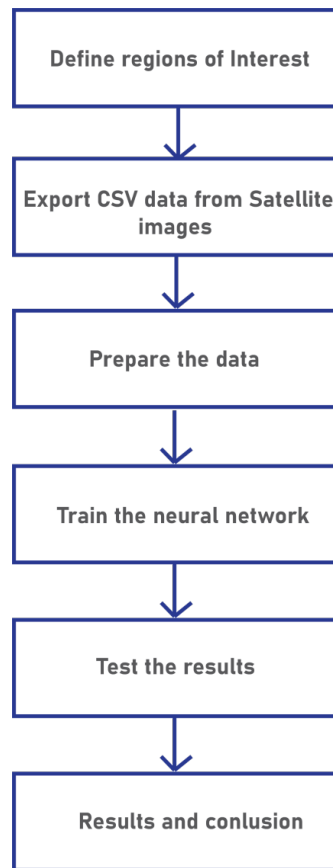 Define regions of Interest
Export CSV data from Satellite
images
Prepare the data
Train the neural network
Test the results
Results and conlusion